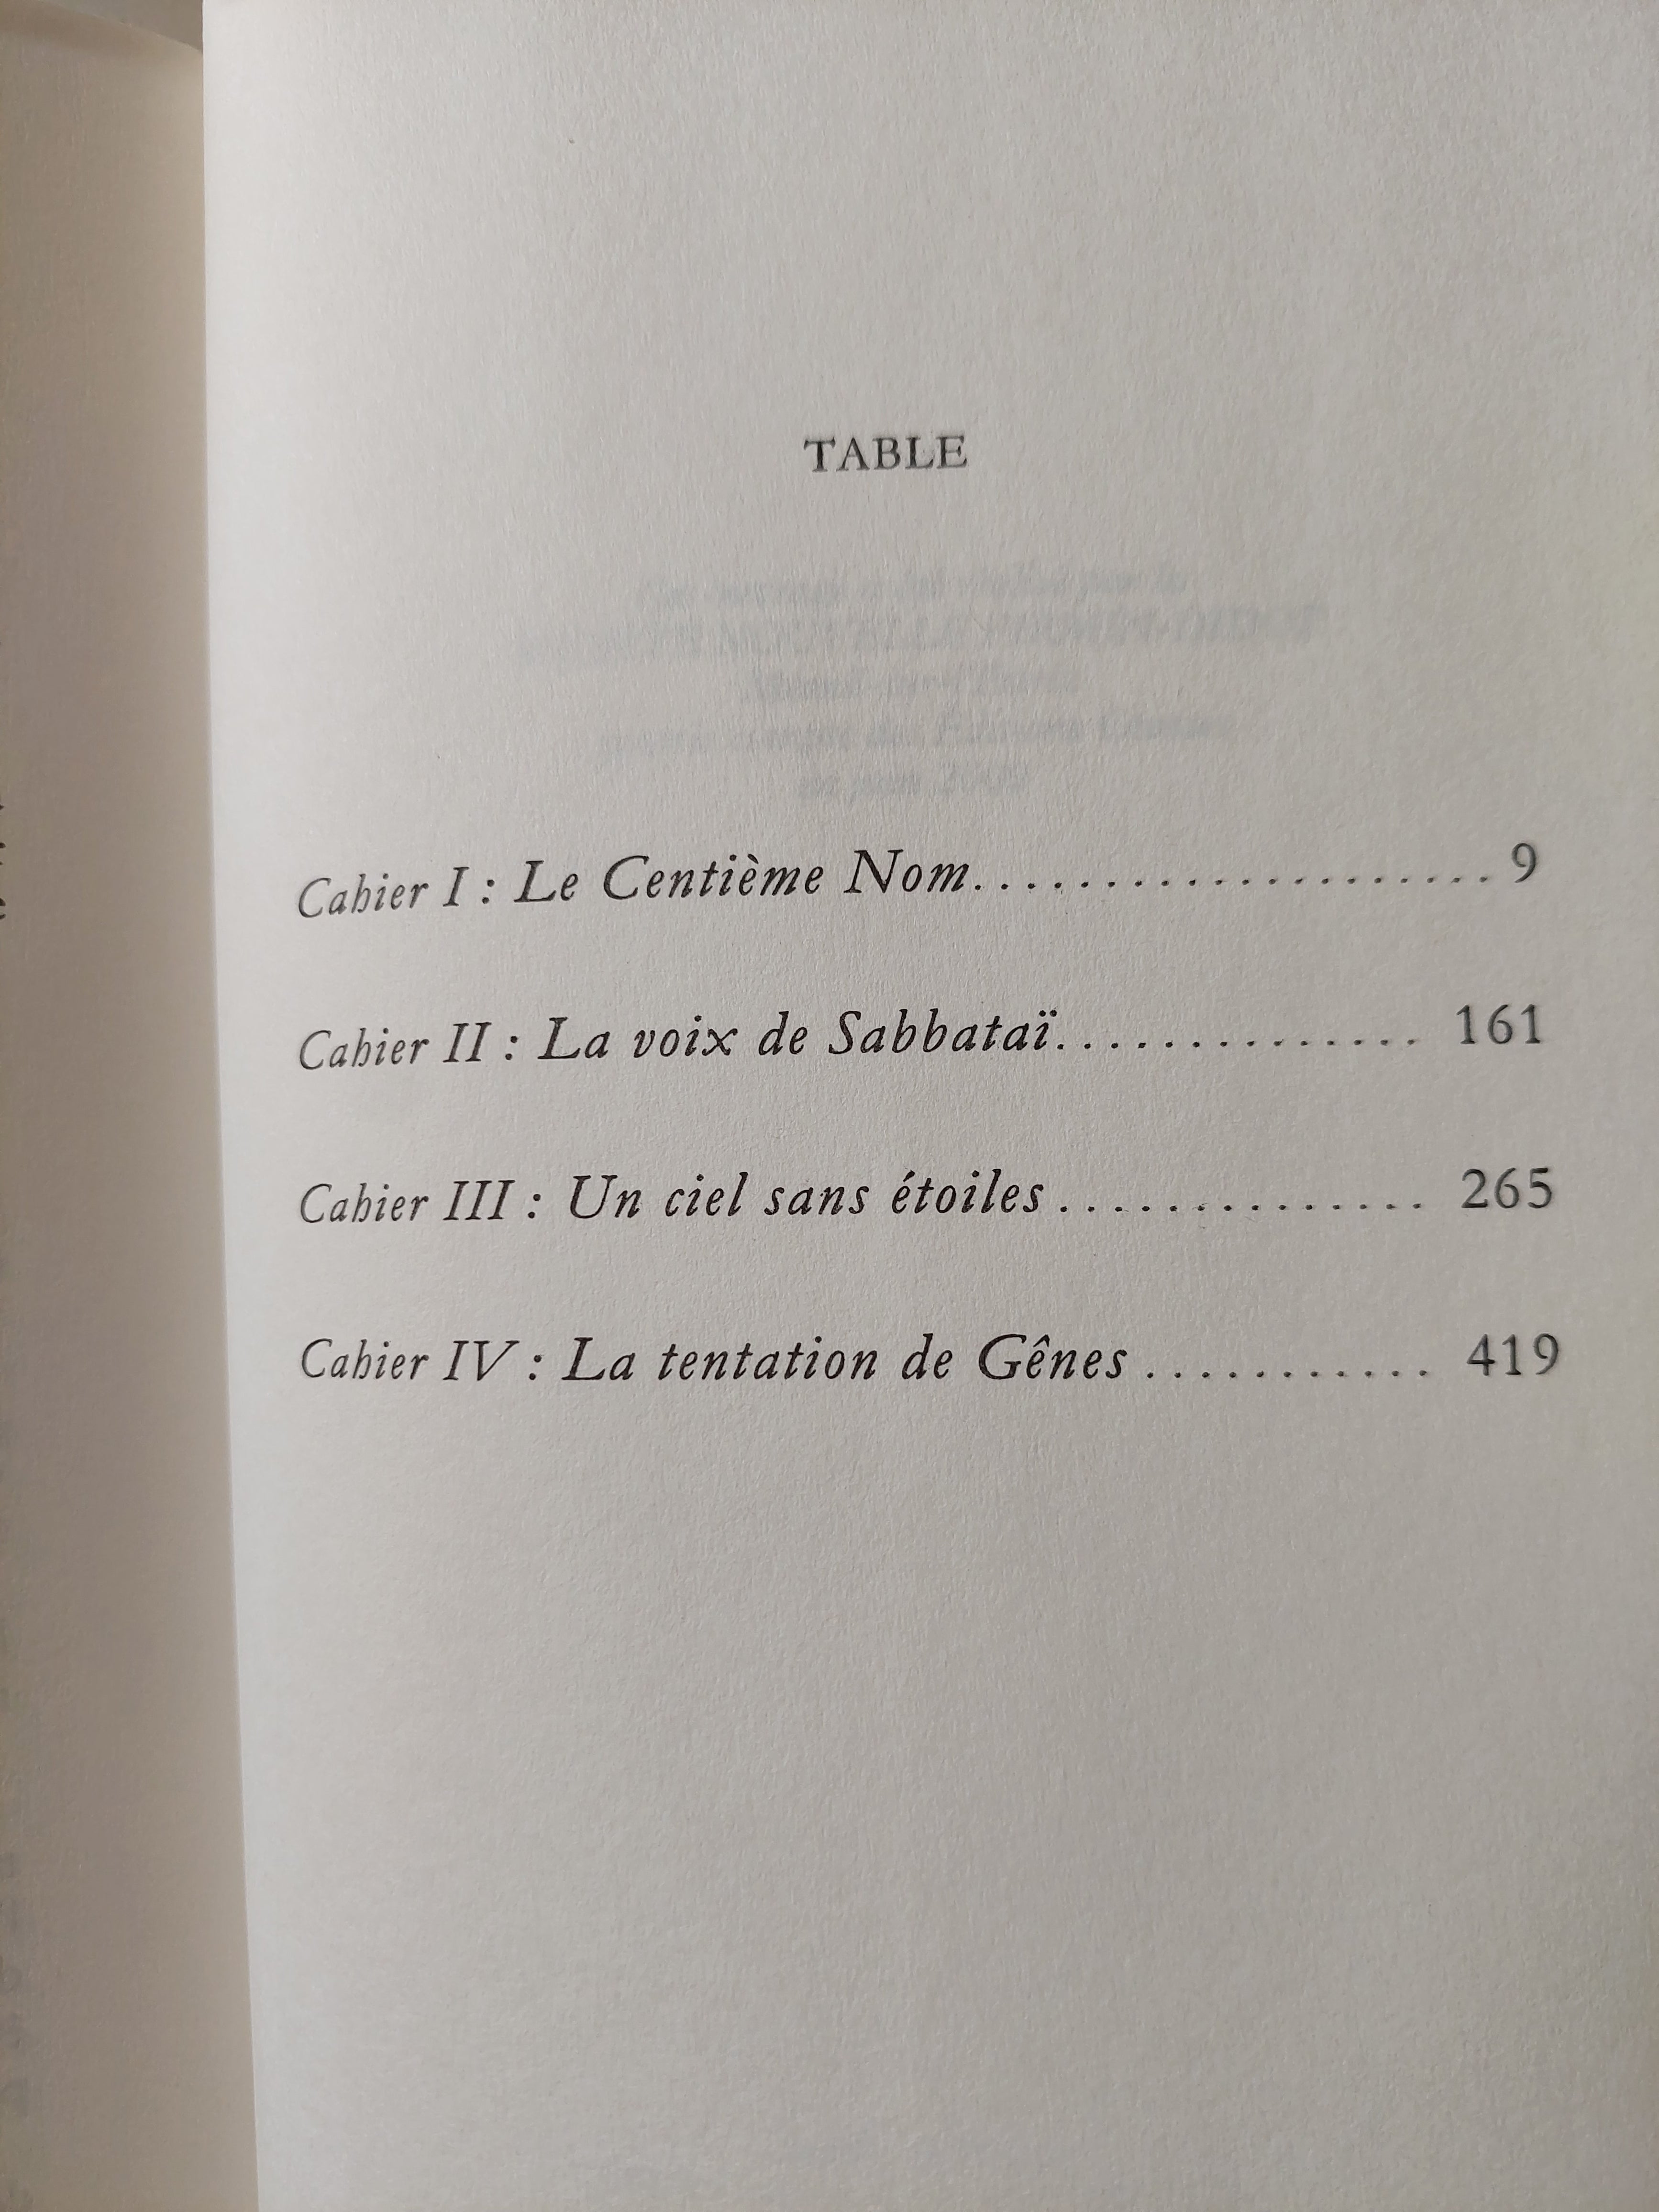 TABLE
Cahier I : Le Centième Nom...................... 9
Cahier II : La voix de Sabbataï.............. 161
Cahier III : Un ciel sans étoiles .............. 265
Cahier IV : La tentation de Gênes ........... 419